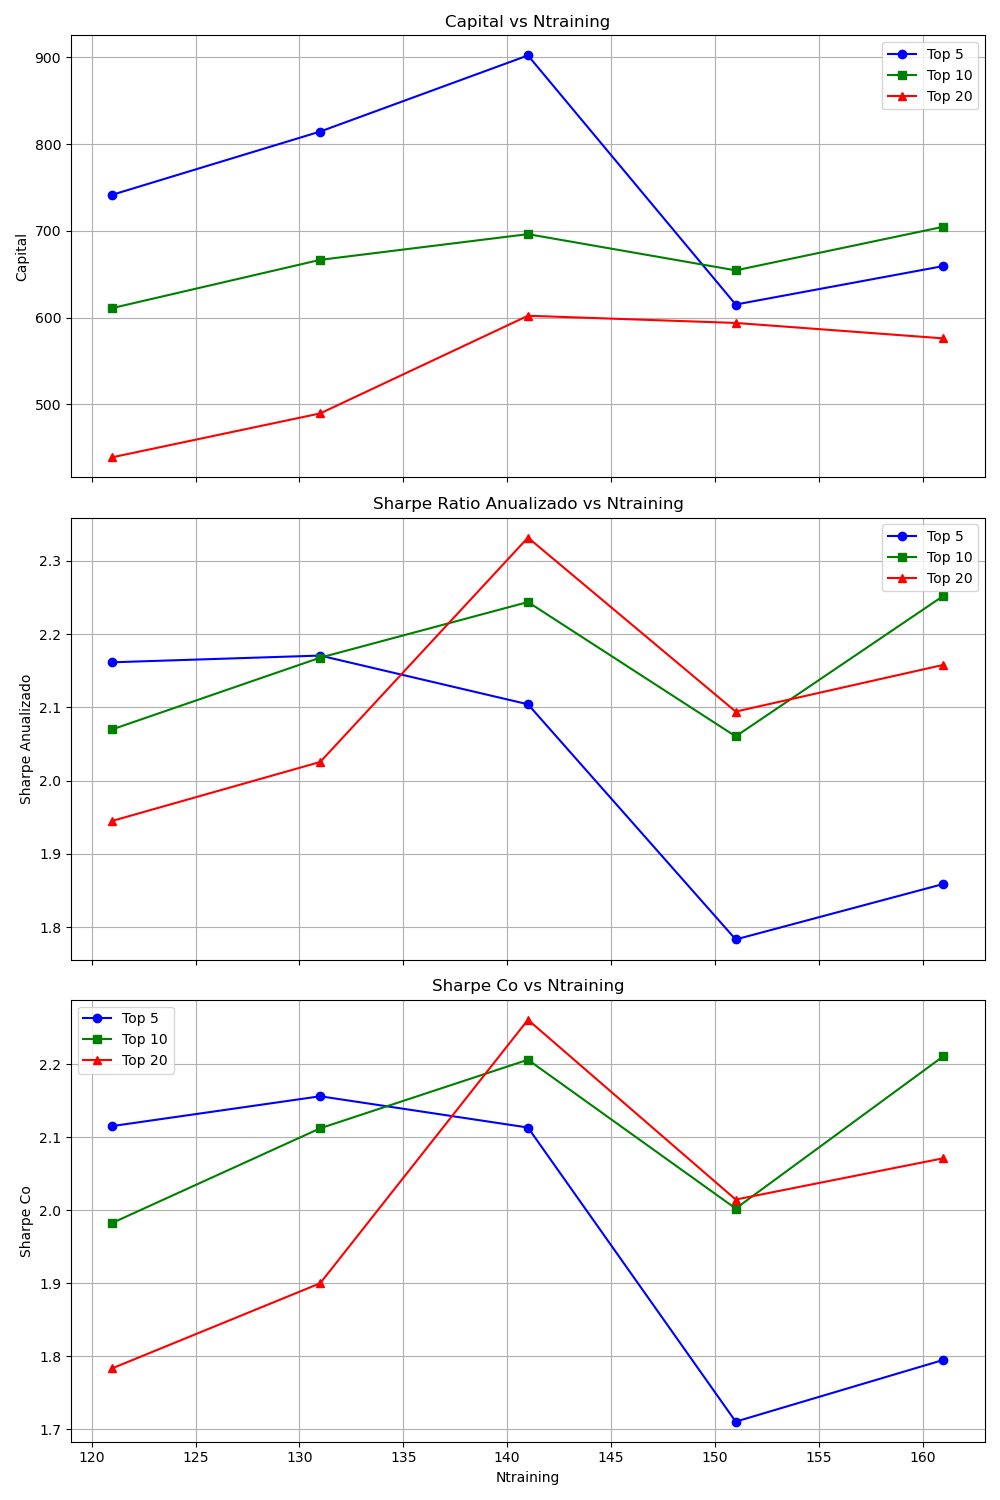 Capital vs Ntraining
900
800
700
600
500
Capital
Top 5
Top 10
Top 20
Sharpe Ratio Anualizado vs Ntraining
2.3
2.2
2.1
2.0
1.9
1.8
Sharpe Anualizado
Top 5
Top 10
Top 20
Sharpe Co vs Ntraining
2.2
2.1
2.0
1.9
1.8
1.7
Sharpe Co
Top 5
Top 10
Top 20
120 125 130 135 140 145 150 155 160
Ntraining